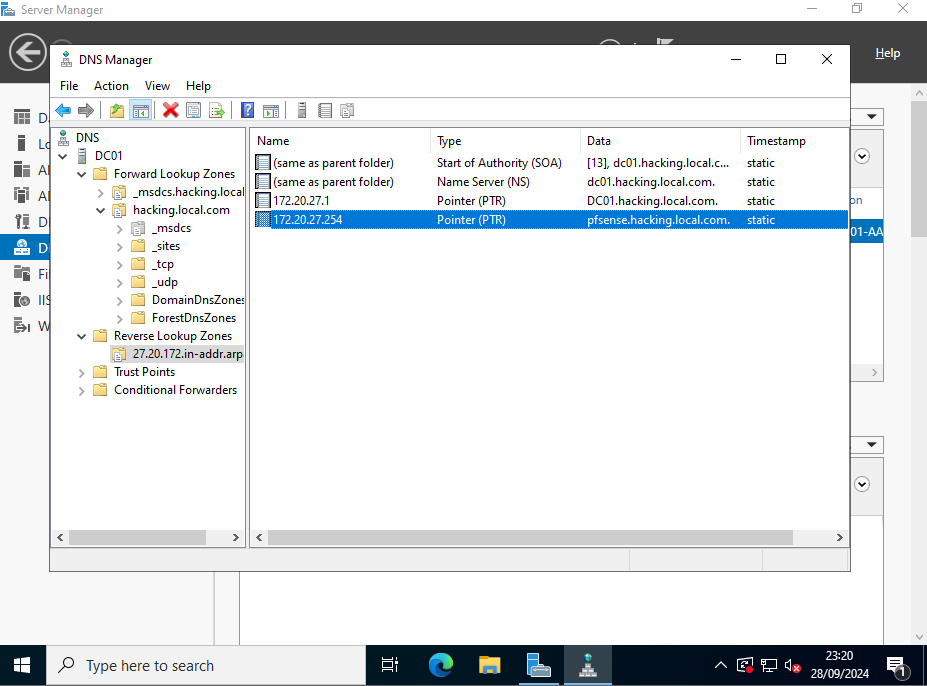 Server Manager
Help
DNS Manager
File Action View Help
DNS
DC01
Forward Lookup Zones
_msdcs.hacking.local
hacking.local.com
_msdcs
_sites
_tcp
_udp
DomainDnsZones
ForestDnsZones
Reverse Lookup Zones
27.20.172.in-addr.arp
Trust Points
Conditional Forwarders
Name Type Data Timestamp
(same as parent folder) Start of Authority (SOA) [13], dc01.hacking.local.c... static
(same as parent folder) Name Server (NS) dc01.hacking.local.com. static
172.20.27.1 Pointer (PTR) DC01.hacking.local.com. static
172.20.27.254 Pointer (PTR) pfsense.hacking.local.com. static
Lo
Fi
IIS
W
on
01-AA
Type here to search
23:20
28/09/2024
1